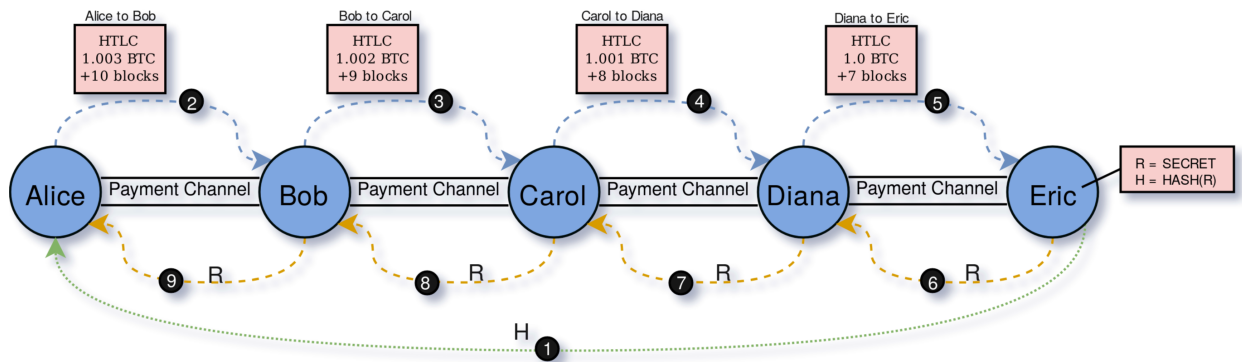 Alice to Bob
HTLC
1.003 BTC
+10 blocks
Bob to Carol
HTLC
1.002 BTC
+9 blocks
Carol to Diana
HTLC
1.001 BTC
+8 blocks
Diana to Eric
HTLC
1.0 BTC
+7 blocks
2
3
4
5
Alice
Payment Channel
Bob
Payment Channel
Carol
Payment Channel
Diana
Payment Channel
Eric
R = SECRET
H = HASH(R)
9
R
8
R
7
R
6
R
H
1